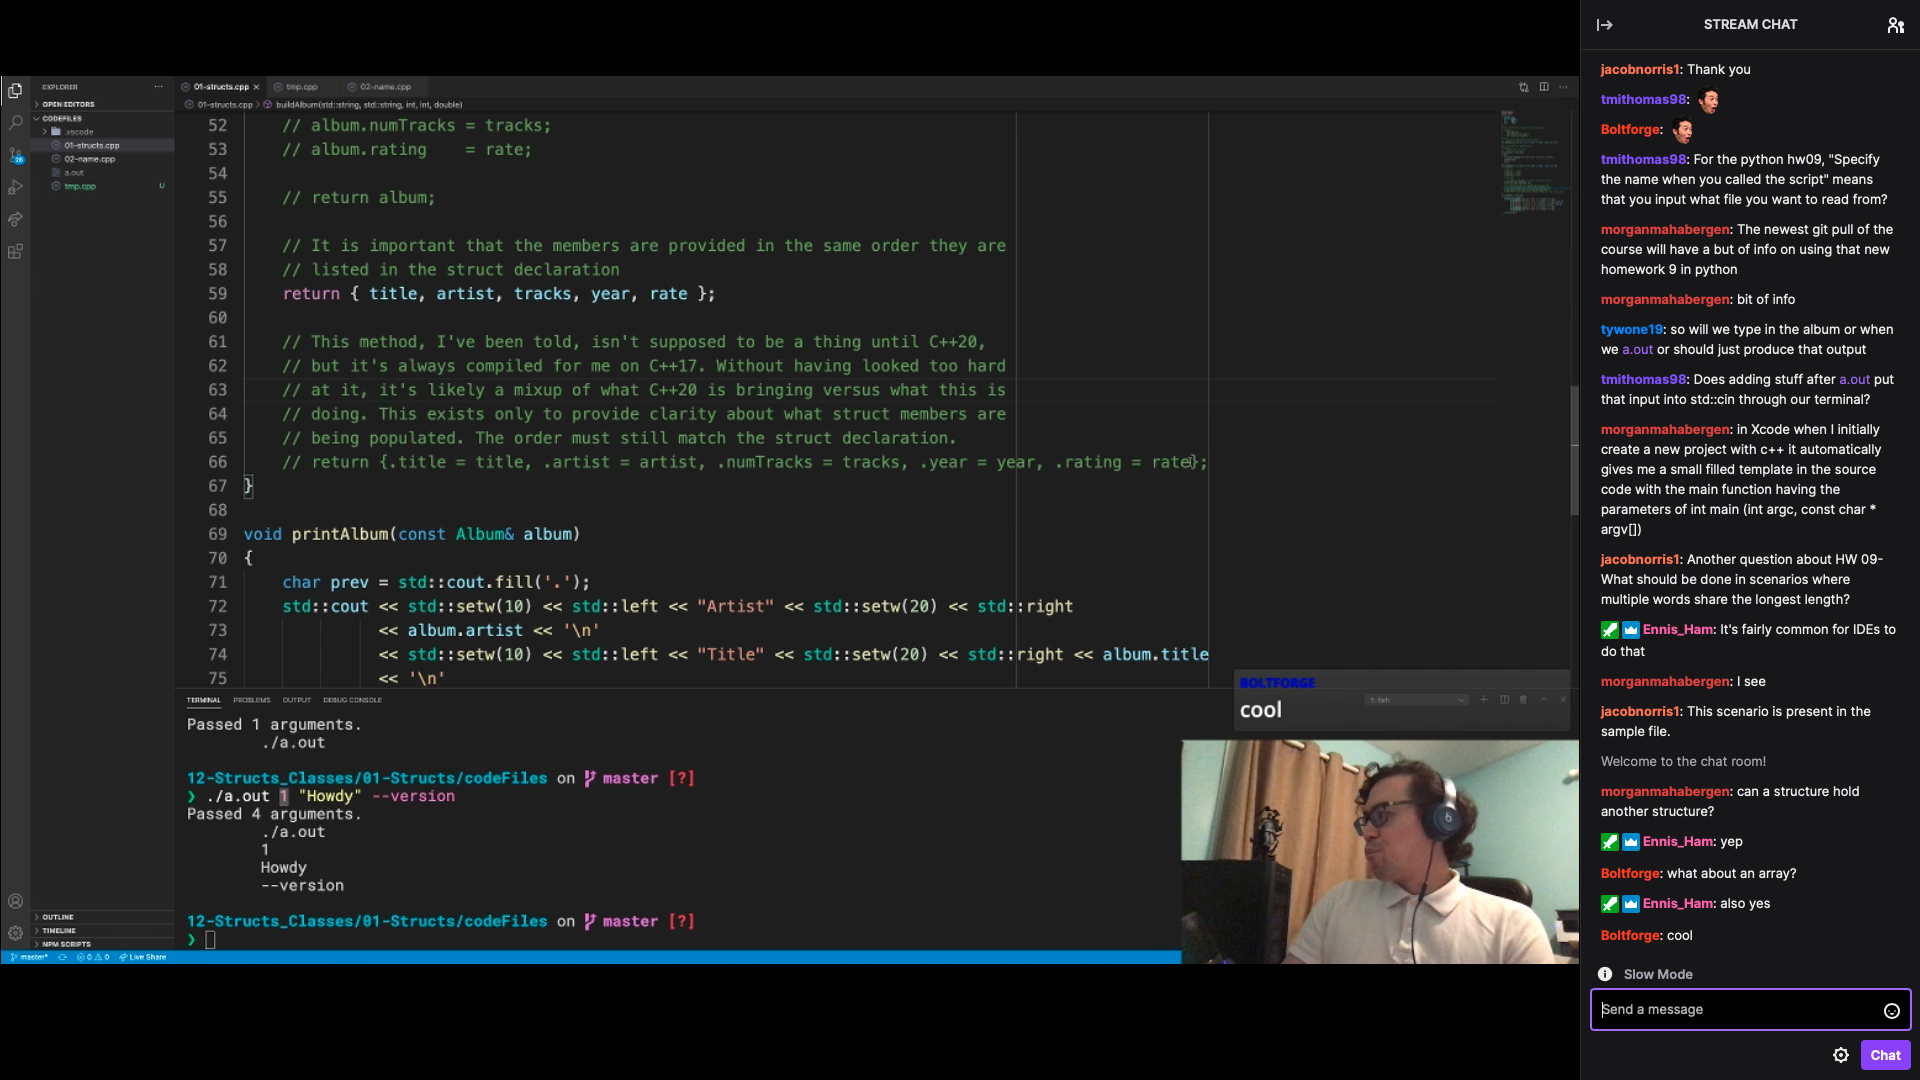 EXPLORER
OPEN EDITORS
CODEFILES
.vscode
01-structs.cpp
02-name.cpp
a.out
tmp.cpp U
OUTLINE
TIMELINE
NPM SCRIPTS
01-structs.cpp × tmp.cpp 02-name.cpp
01-structs.cpp > buildAlbum(std::string, std::string, int, int, double)
52 // album.numTracks = tracks;
53 // album.rating    = rate;
54
55 // return album;
56
57 // It is important that the members are provided in the same order they are
58 // listed in the struct declaration
59 return { title, artist, tracks, year, rate };
60
61 // This method, I've been told, isn't supposed to be a thing until C++20,
62 // but it's always compiled for me on C++17. Without having looked too hard
63 // at it, it's likely a mixup of what C++20 is bringing versus what this is
64 // doing. This exists only to provide clarity about what struct members are
65 // being populated. The order must still match the struct declaration.
66 // return {.title = title, .artist = artist, .numTracks = tracks, .year = year, .rating = rate};
67 }
68
69 void printAlbum(const Album& album)
70 {
71 char prev = std::cout.fill('.');
72 std::cout << std::setw(10) << std::left << "Artist" << std::setw(20) << std::right
73 << album.artist << '\n'
74 << std::setw(10) << std::left << "Title" << std::setw(20) << std::right << album.title
75 << '\n'
TERMINAL PROBLEMS OUTPUT DEBUG CONSOLE
1: fish
Passed 1 arguments.
./a.out
12-Structs_Classes/01-Structs/codeFiles on master [?]
❯ ./a.out 1 "Howdy" --version
Passed 4 arguments.
./a.out
1
Howdy
--version
12-Structs_Classes/01-Structs/codeFiles on master [?]
❯
BOLTFORGE
cool
master* 0 0 Live Share
STREAM CHAT
jacobnorris1: Thank you
tmithomas98:
Boltforge:
tmithomas98: For the python hw09, "Specify
the name when you called the script" means
that you input what file you want to read from?
morganmahabergen: The newest git pull of the
course will have a but of info on using that new
homework 9 in python
morganmahabergen: bit of info
tywone19: so will we type in the album or when
we a.out or should just produce that output
tmithomas98: Does adding stuff after a.out put
that input into std::cin through our terminal?
morganmahabergen: in Xcode when I initially
create a new project with c++ it automatically
gives me a small filled template in the source
code with the main function having the
parameters of int main (int argc, const char *
argv[])
jacobnorris1: Another question about HW 09-
What should be done in scenarios where
multiple words share the longest length?
Ennis_Ham: It's fairly common for IDEs to
do that
morganmahabergen: I see
jacobnorris1: This scenario is present in the
sample file.
Welcome to the chat room!
morganmahabergen: can a structure hold
another structure?
Ennis_Ham: yep
Boltforge: what about an array?
Ennis_Ham: also yes
Boltforge: cool
Slow Mode
Send a message
Chat